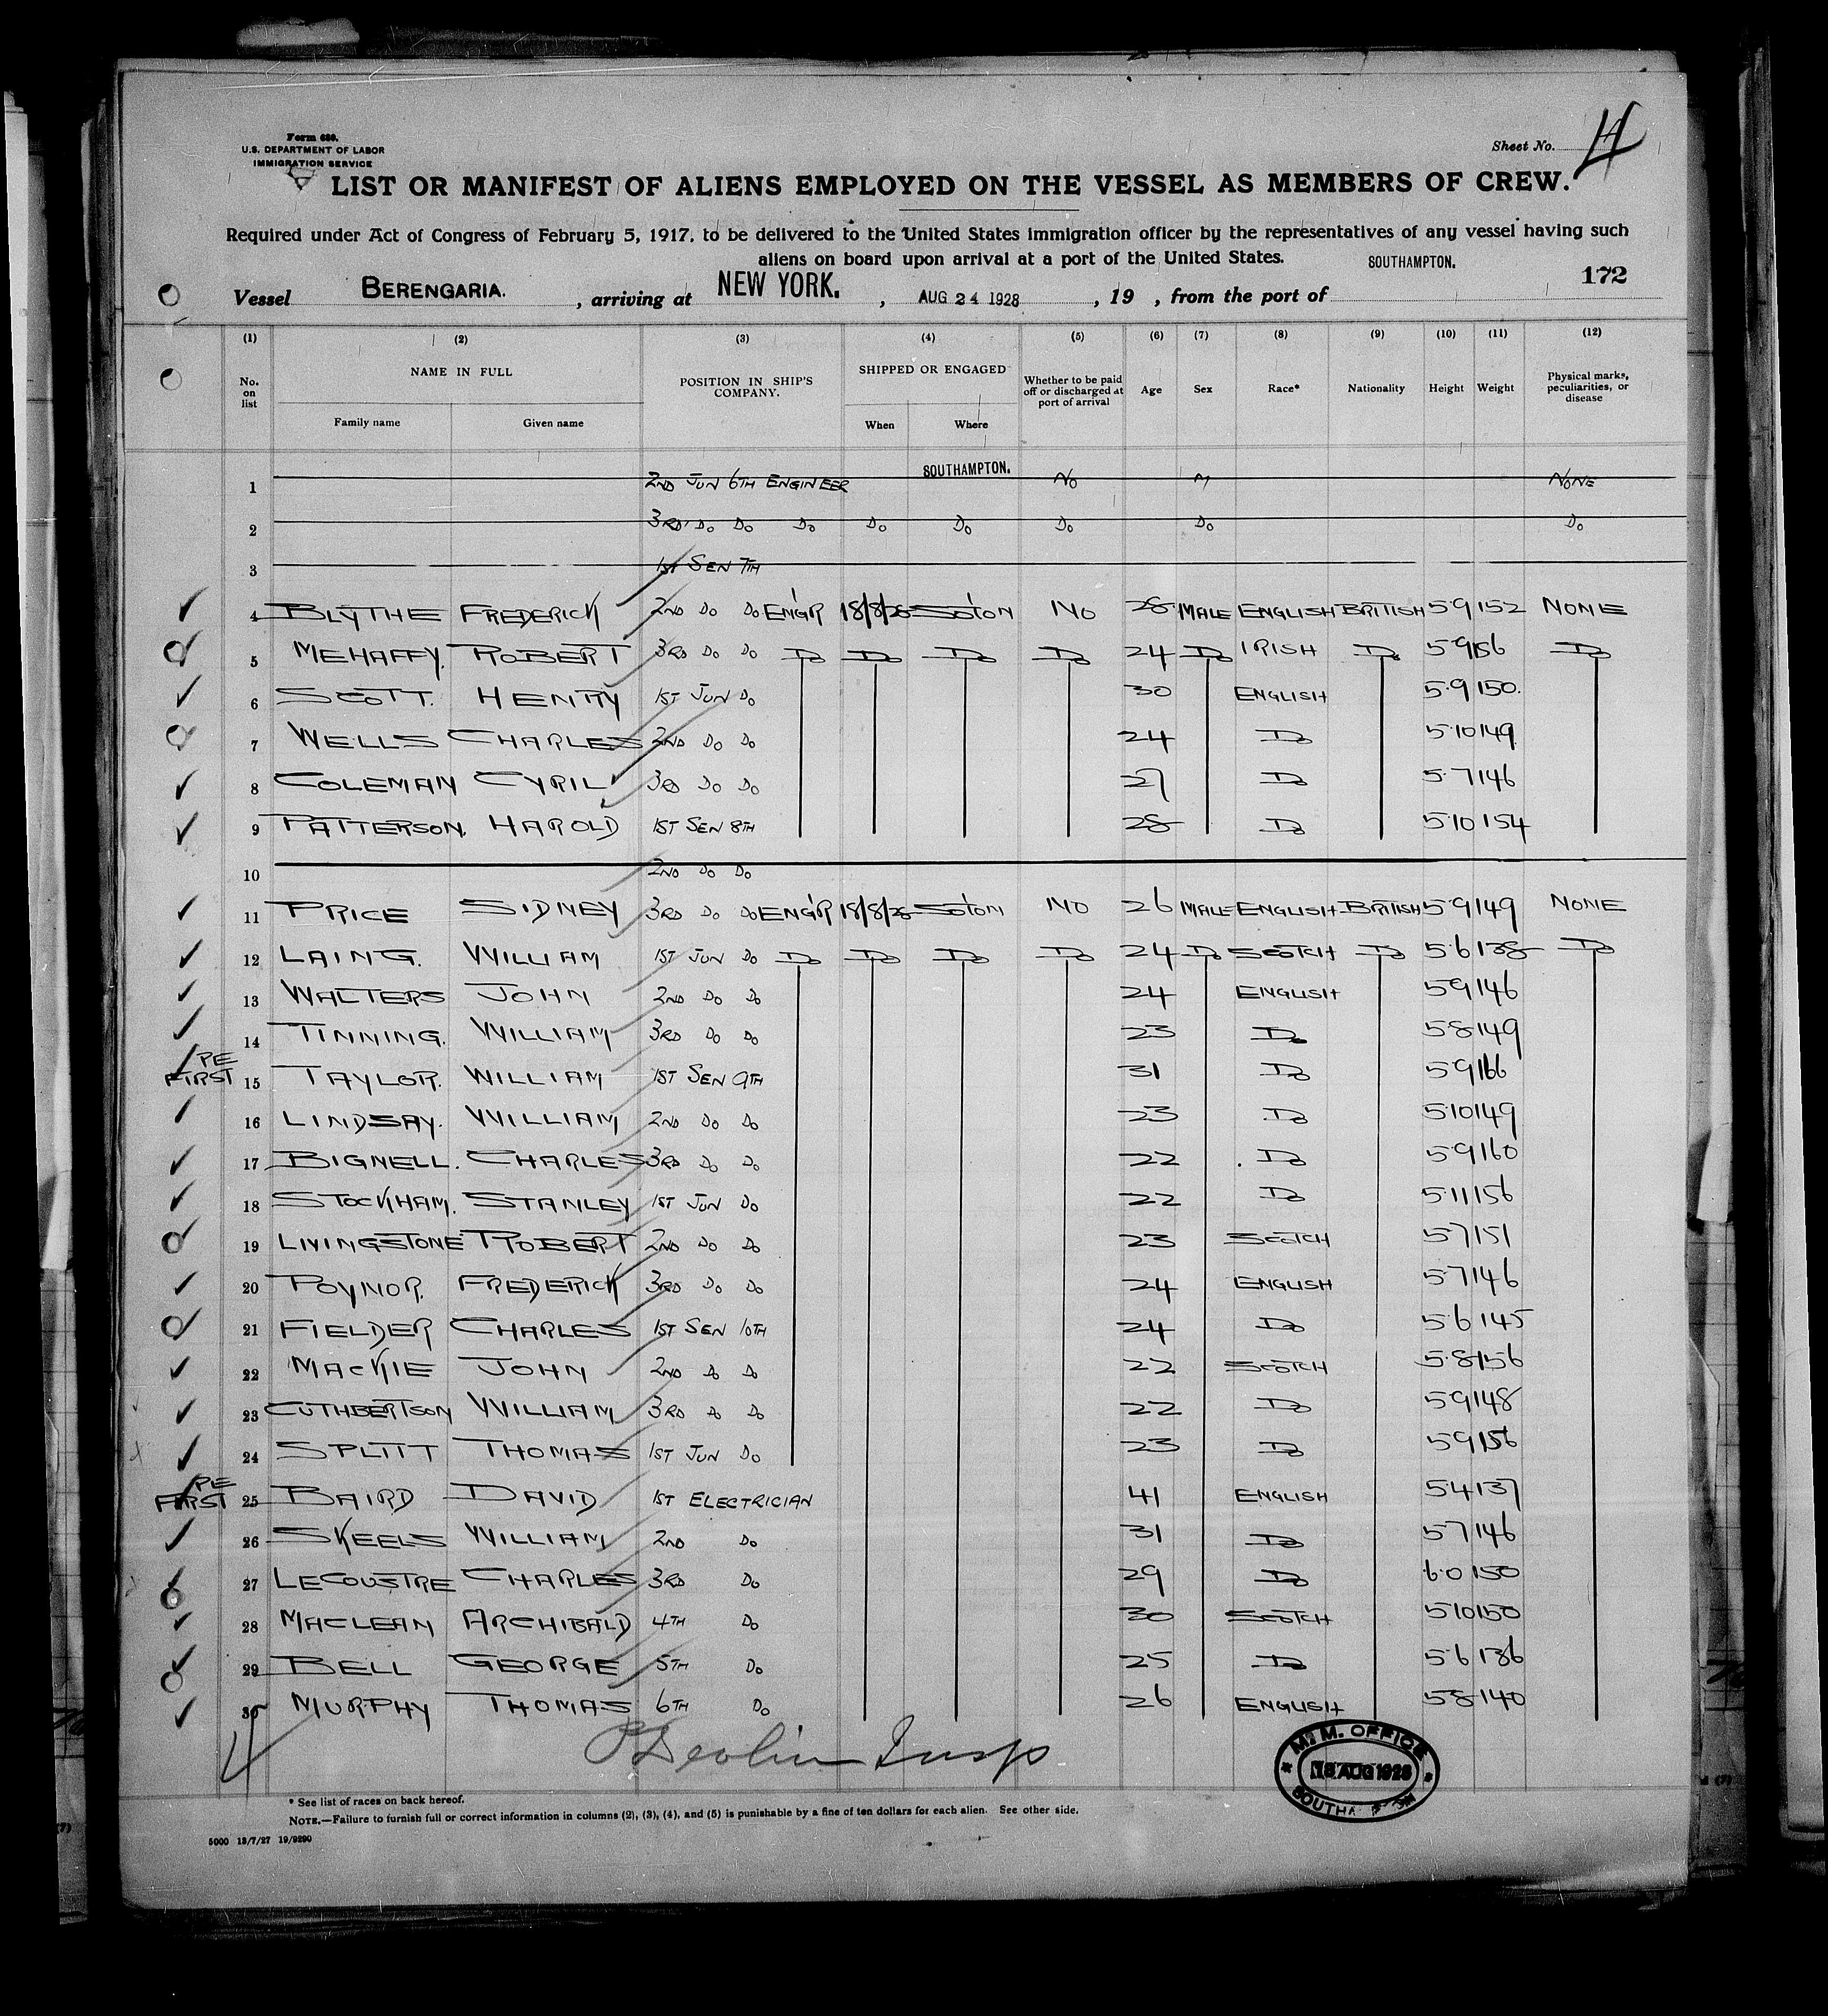 Form 680.
U.S. DEPARTMENT OF LABOR
IMMIGRATION SERVICE
Sheet No. 4
LIST OR MANIFEST OF ALIENS EMPLOYED ON THE VESSEL AS MEMBERS OF CREW.
Required under Act of Congress of February 5, 1917, to be delivered to the United States immigration officer by the representatives of any vessel having such
aliens on board upon arrival at a port of the United States.
Vessel BERENGARIA. , arriving at NEW YORK. , AUG 24 1928 , 19 , from the port of SOUTHAMPTON. 172
(1) (2) (3) (4) (5) (6) (7) (8) (9) (10) (11) (12)
No. on list NAME IN FULL Family name Given name POSITION IN SHIP'S COMPANY. SHIPPED OR ENGAGED When Where Whether to be paid off or discharged at port of arrival Age Sex Race* Nationality Height Weight Physical marks, peculiarities, or disease
1 2ND JUN 6TH ENGINEER SOUTHAMPTON. NO M NONE
2 3RD DO DO DO DO DO DO DO DO
3 1ST SEN 7TH
4 BLYTHE FREDERICK 2ND DO DO ENG'R 18/8/28 SO'TON NO 28 MALE ENGLISH BRITISH 5 9 152 NONE
5 MEHAFFY. ROBERT 3RD DO DO DO DO DO DO 24 DO IRISH DO 5 9 156 DO
6 SCOTT. HENRY 1ST JUN DO 30 ENGLISH 5.9 150.
7 WELLS CHARLES 2ND DO DO 24 DO 5.10 149
8 COLEMAN CYRIL 3RD DO DO 27 DO 5.7 146
9 PATTERSON. HAROLD 1ST SEN 8TH 28 DO 5.10 154
10 2ND DO DO
11 PRICE SIDNEY 3RD DO DO ENG'R 18/8/28 SO'TON NO 26 MALE ENGLISH BRITISH 5 9 149 NONE
12 LAING. WILLIAM 1ST JUN DO DO DO DO DO 24 DO SCOTCH DO 5.6 138 DO
13 WALTERS JOHN 2ND DO DO 24 ENGLISH 5 9 146
14 TINNING. WILLIAM 3RD DO DO 23 DO 5 8 149
PE FIRST 15 TAYLOR. WILLIAM 1ST SEN 9TH 31 DO 5 9 166
16 LINDSAY. WILLIAM 2ND DO DO 23 DO 5.10 149
17 BIGNELL. CHARLES 3RD DO DO 22 DO 5 9 160
18 STOCKHAM. STANLEY 1ST JUN DO 22 DO 5.11 156
19 LIVINGSTONE ROBERT 2ND DO DO 23 SCOTCH 5 7 151
20 POYNOR. FREDERICK 3RD DO DO 24 ENGLISH 5.7 146
21 FIELDER CHARLES 1ST SEN 10TH 24 DO 5.6 145
22 MACKIE JOHN 2ND DO DO 22 SCOTCH 5.8 156
23 CUTHBERTSON WILLIAM 3RD DO DO 22 DO 5 9 148
24 SPLITT THOMAS 1ST JUN DO 23 DO 5 9 156
PE FIRST 25 BAIRD DAVID 1ST ELECTRICIAN 41 ENGLISH 5.4 137
26 SKEELS WILLIAM 2ND DO 31 DO 5 7 146
27 LECOUSTRE CHARLES 3RD DO 29 DO 6.0 150
28 MACLEAN ARCHIBALD 4TH DO 30 SCOTCH 5.10 150
29 BELL GEORGE 5TH DO 25 DO 5.6 136
30 MURPHY THOMAS 6TH DO 26 ENGLISH 5 8 140
Devlin Insp
M.M. OFFICE
18 AUG 1928
* See list of races on back hereof.
NOTE.—Failure to furnish full or correct information in columns (2), (3), (4), and (5) is punishable by a fine of ten dollars for each alien. See other side.
5000 13/7/27 19/9290